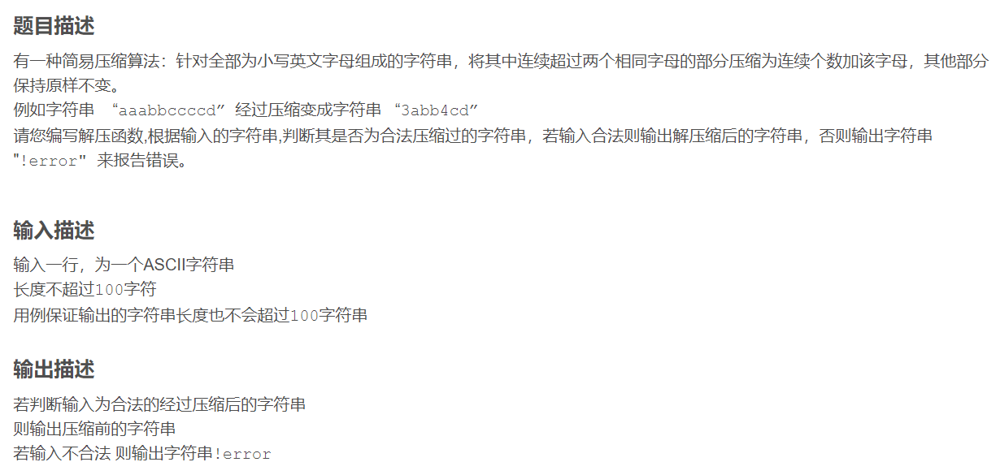 题目描述
有一种简易压缩算法：针对全部为小写英文字母组成的字符串，将其中连续超过两个相同字母的部分压缩为连续个数加该字母，其他部分
保持原样不变。
例如字符串 “aaabbccccd” 经过压缩变成字符串 “3abb4cd”
请您编写解压函数,根据输入的字符串,判断其是否为合法压缩过的字符串，若输入合法则输出解压缩后的字符串，否则输出字符串
"!error" 来报告错误。
输入描述
输入一行，为一个ASCII字符串
长度不超过100字符
用例保证输出的字符串长度也不会超过100字符串
输出描述
若判断输入为合法的经过压缩后的字符串
则输出压缩前的字符串
若输入不合法 则输出字符串!error